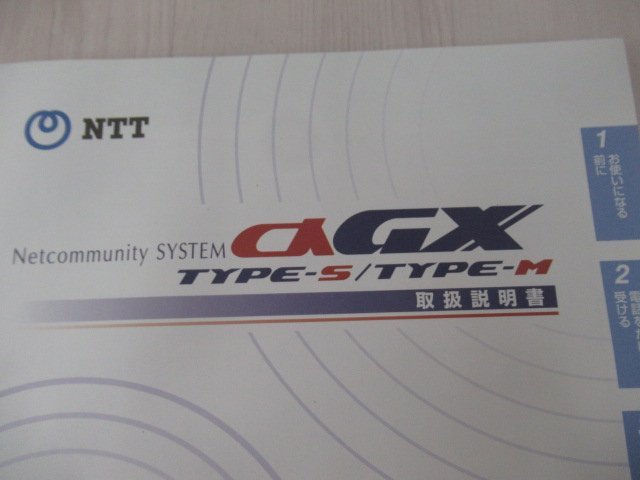 NTT
Netcommunity SYSTEM αGX
TYPE-S/TYPE-M
取扱説明書
1
お使いになる
前に
2
受ける